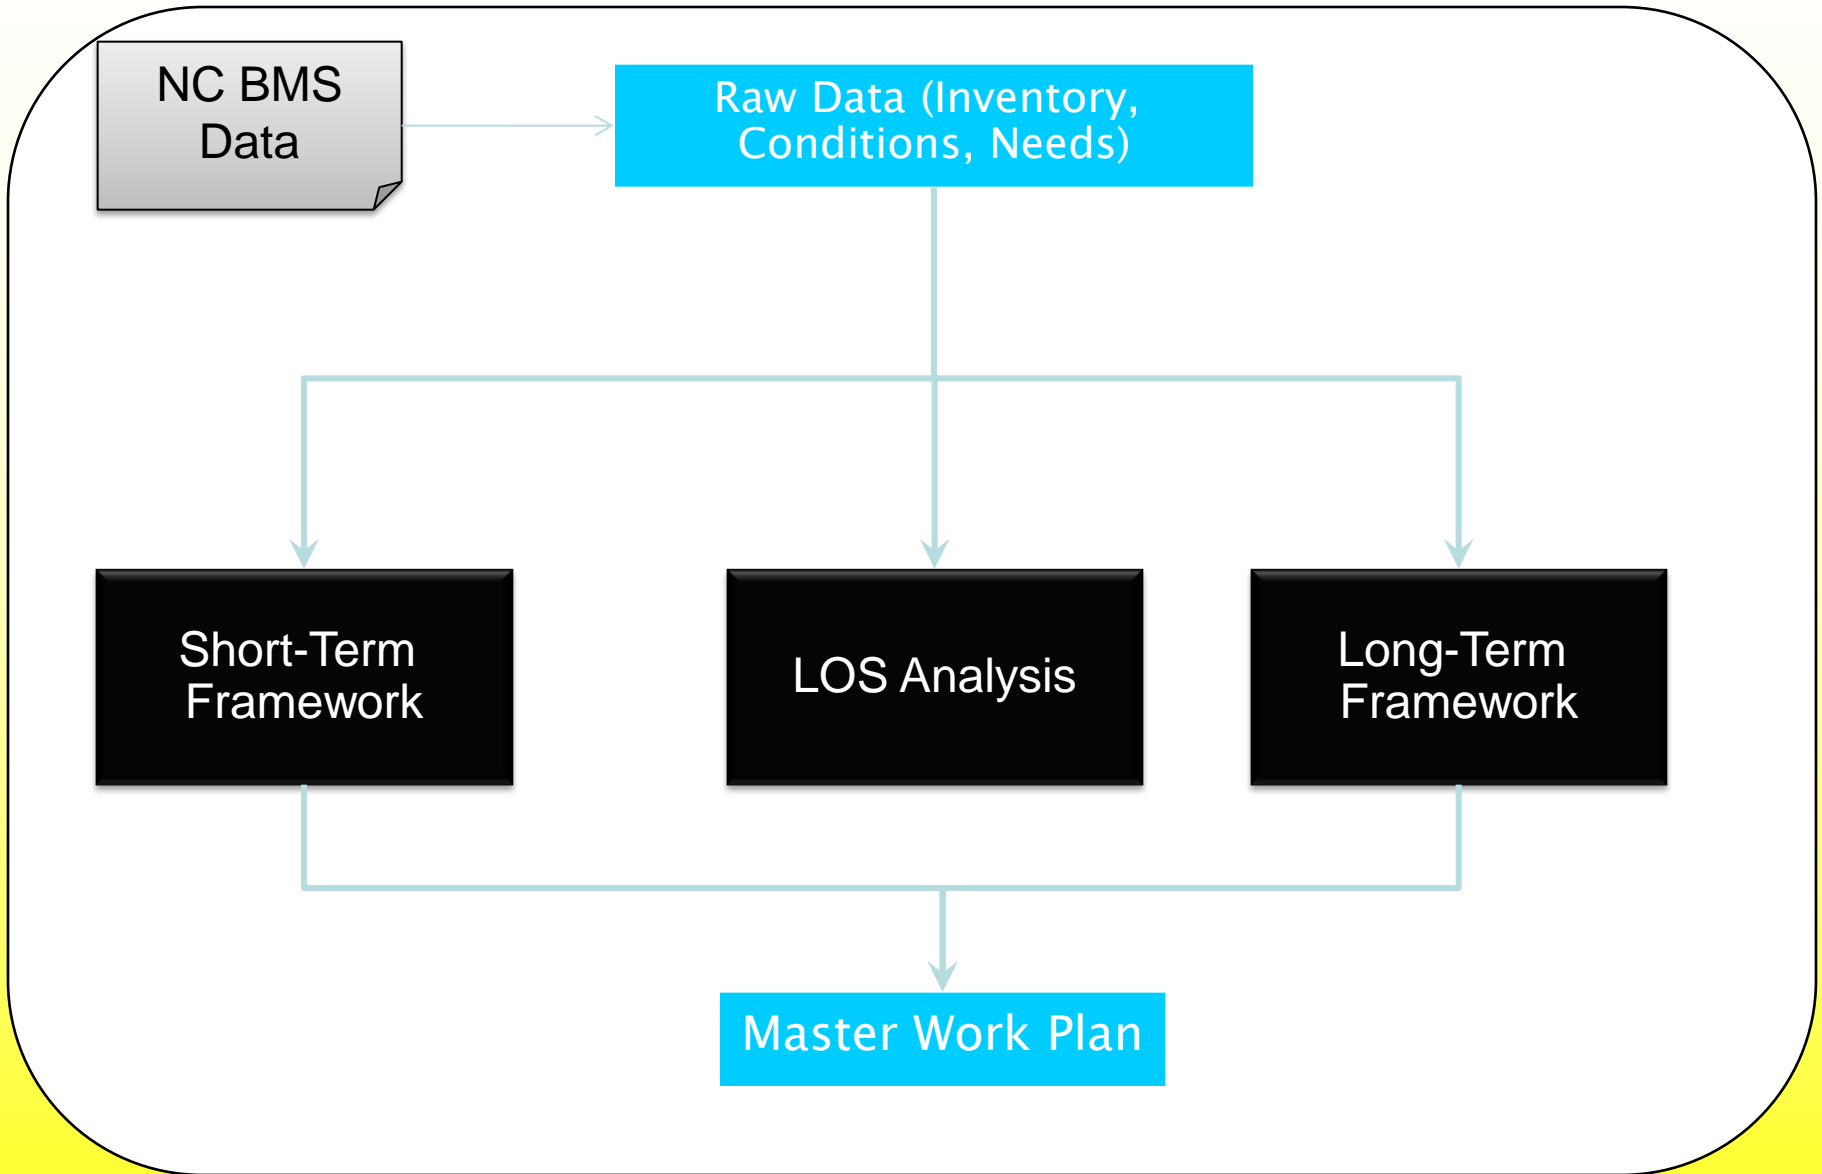 NC BMS
Data
Raw Data (Inventory,
Conditions, Needs)
Short-Term
Framework
LOS Analysis
Long-Term
Framework
Master Work Plan